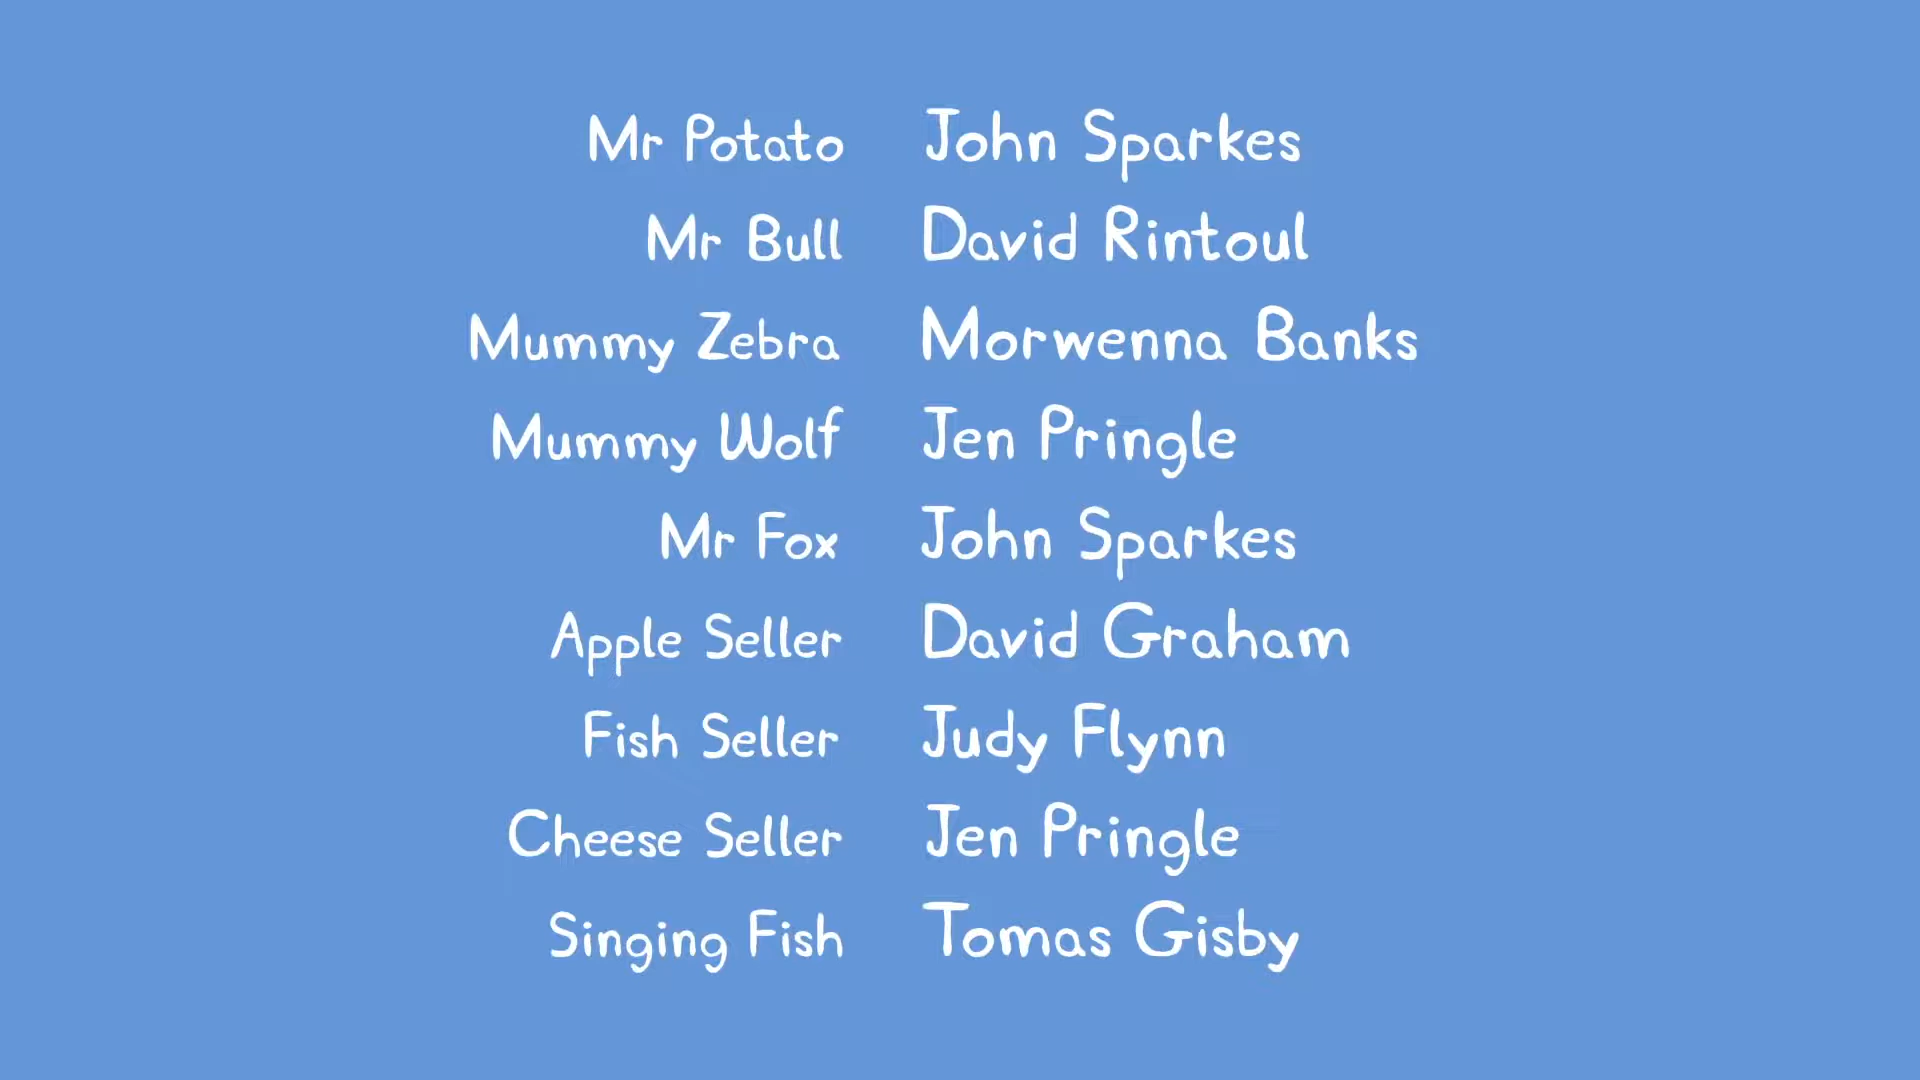 Mr Potato John Sparkes
Mr Bull David Rintoul
Mummy Zebra Morwenna Banks
Mummy Wolf Jen Pringle
Mr Fox John Sparkes
Apple Seller David Graham
Fish Seller Judy Flynn
Cheese Seller Jen Pringle
Singing Fish Tomas Gisby